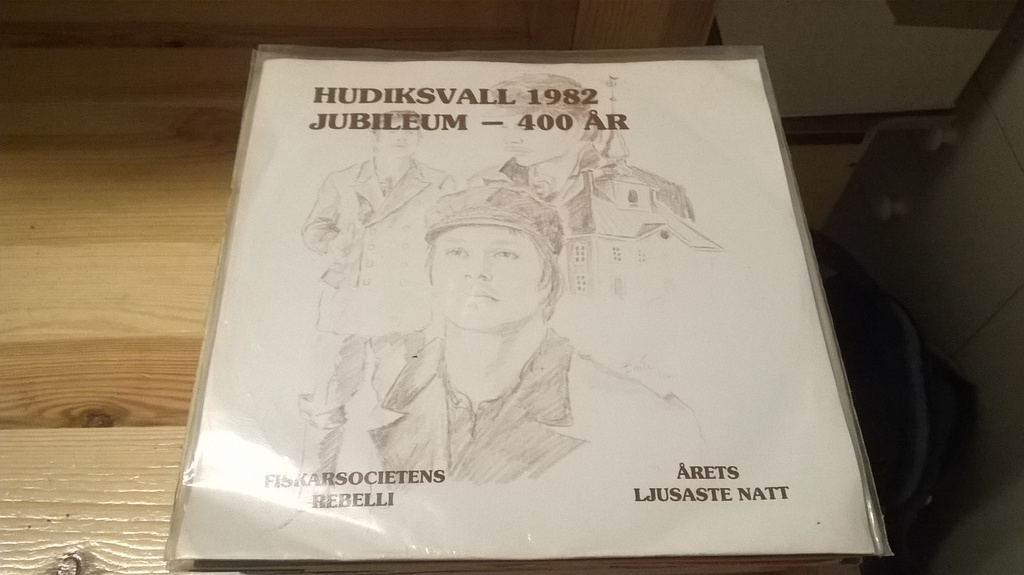 HUDIKSVALL 1982
JUBILEUM – 400 ÅR
FISKARSOCIETENS
REBELLI
ÅRETS
LJUSASTE NATT